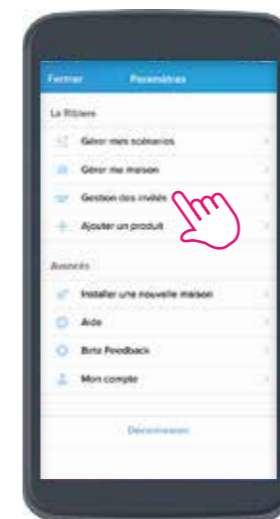 Fermer Paramètres
La Ribiere
Gérer mes scénarios
Gérer ma maison
Gestion des invités
Ajouter un produit
Avancés
Installer une nouvelle maison
Aide
Beta Feedback
Mon compte
Déconnexion